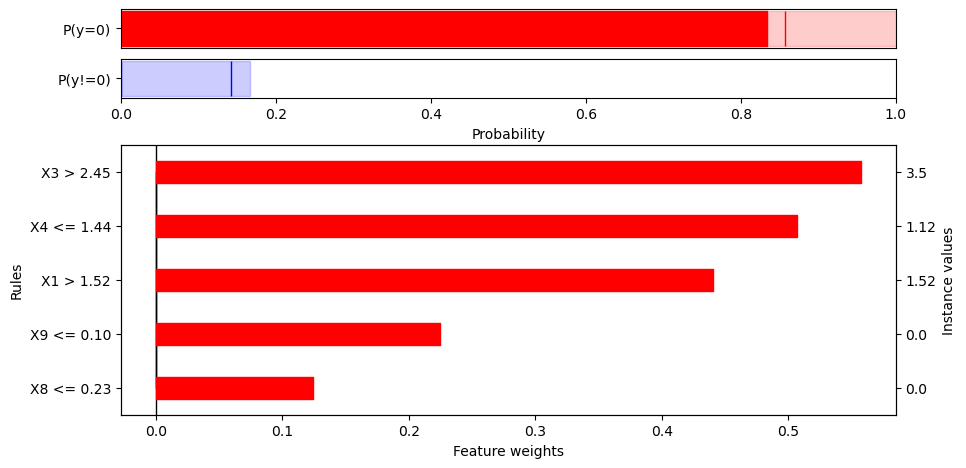 P(y=0)
P(y!=0)
0.0 0.2 0.4 0.6 0.8 1.0
Probability
X3 > 2.45 3.5
X4 <= 1.44 1.12
X1 > 1.52 1.52
X9 <= 0.10 0.0
X8 <= 0.23 0.0
Rules
Instance values
0.0 0.1 0.2 0.3 0.4 0.5
Feature weights